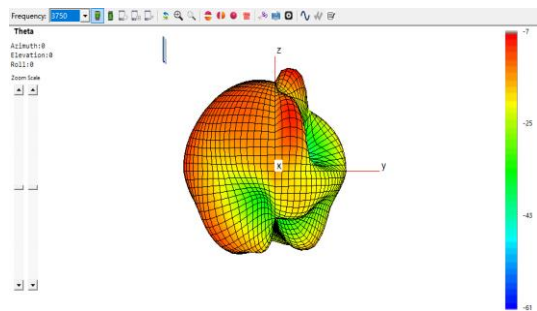 Frequency: 3750
Theta
Azimuth:0
Elevation:0
Roll:0
Zoom Scale
z
x
y
-7
-25
-43
-61